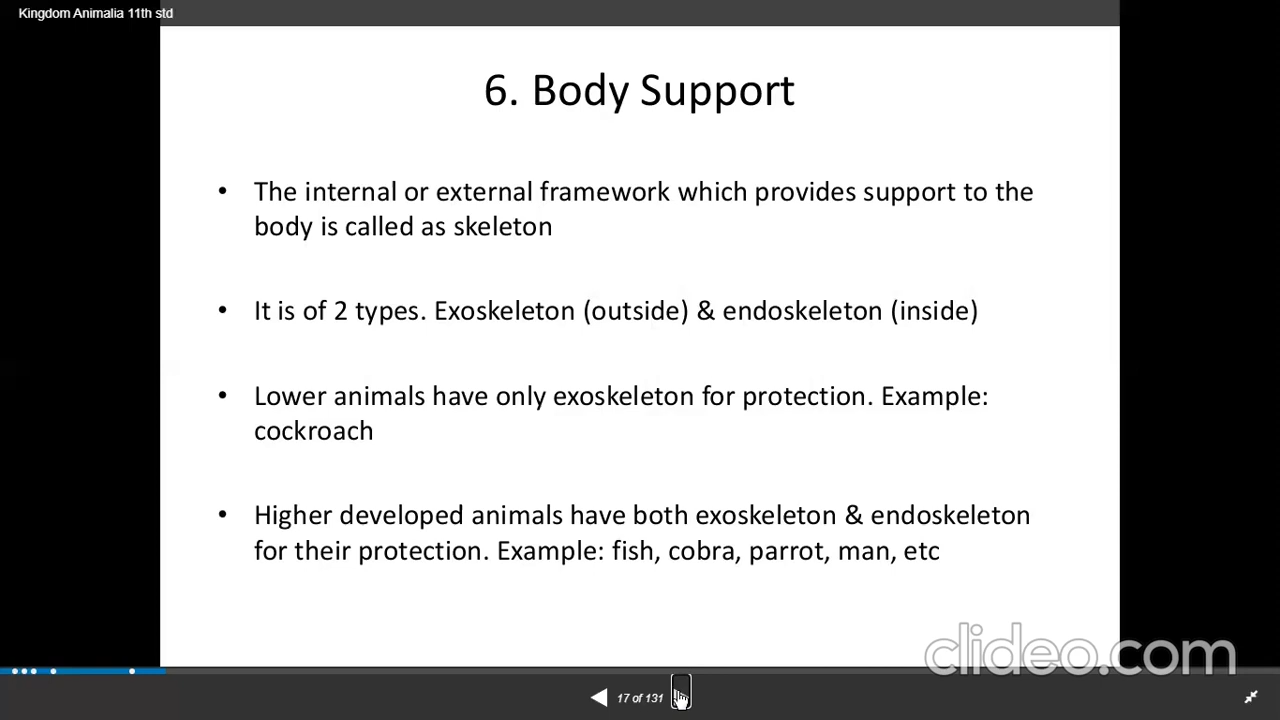 Kingdom Animalia 11th std
6. Body Support
• The internal or external framework which provides support to the
body is called as skeleton
• It is of 2 types. Exoskeleton (outside) & endoskeleton (inside)
• Lower animals have only exoskeleton for protection. Example:
cockroach
• Higher developed animals have both exoskeleton & endoskeleton
for their protection. Example: fish, cobra, parrot, man, etc
clideo.com
17 of 131